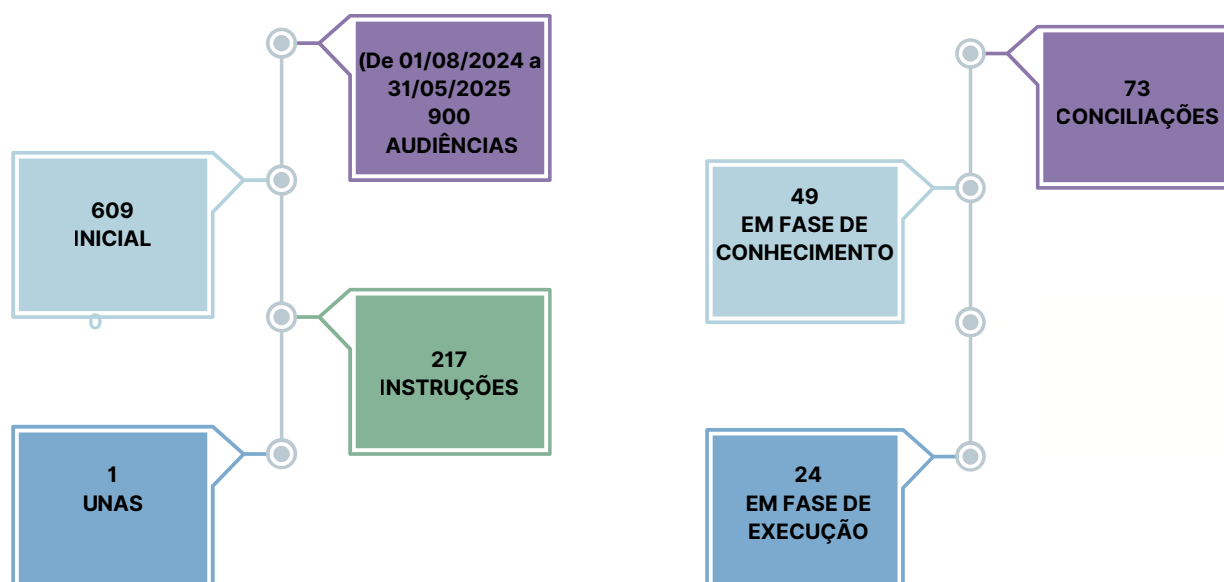 (De 01/08/2024 a
31/05/2025
900
AUDIÊNCIAS
609
INICIAL
0
217
INSTRUÇÕES
1
UNAS
73
CONCILIAÇÕES
49
EM FASE DE
CONHECIMENTO
24
EM FASE DE
EXECUÇÃO